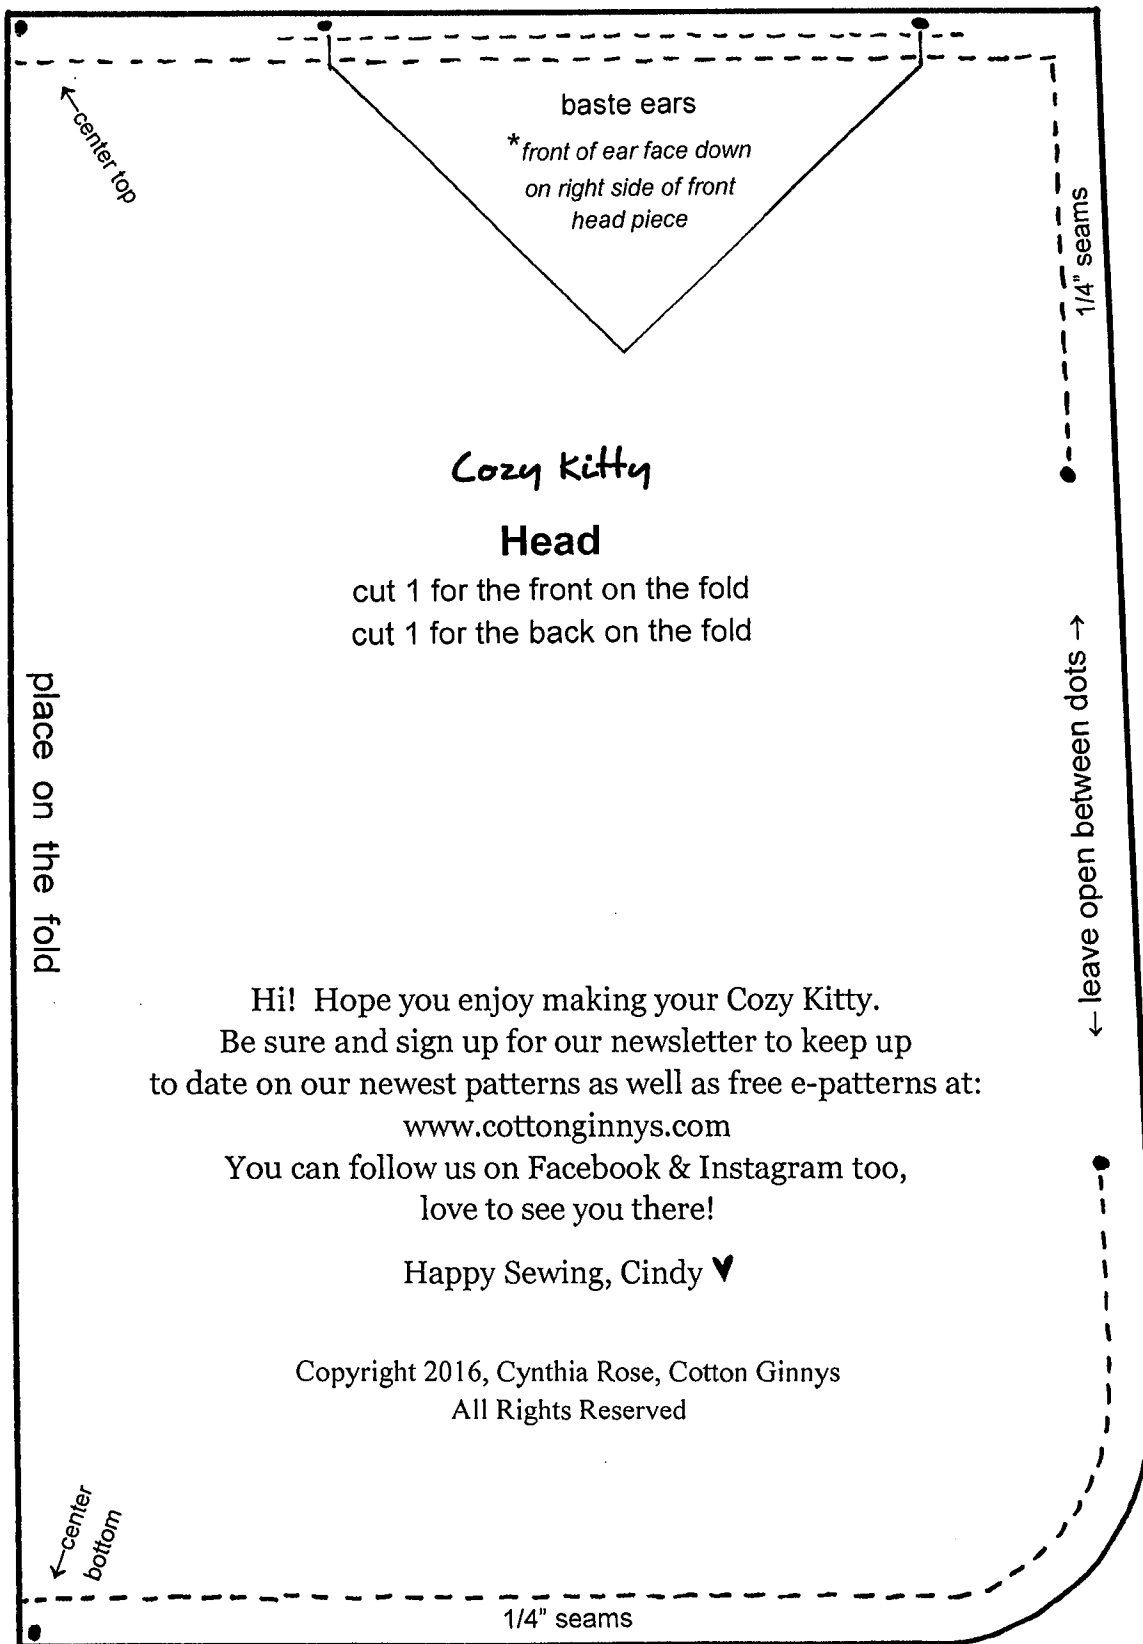 baste ears
*front of ear face down
on right side of front
head piece
←center top
1/4" seams
Cozy Kitty
Head
cut 1 for the front on the fold
cut 1 for the back on the fold
place on the fold
← leave open between dots →
Hi! Hope you enjoy making your Cozy Kitty.
Be sure and sign up for our newsletter to keep up
to date on our newest patterns as well as free e-patterns at:
www.cottonginnys.com
You can follow us on Facebook & Instagram too,
love to see you there!
Happy Sewing, Cindy ♥
Copyright 2016, Cynthia Rose, Cotton Ginnys
All Rights Reserved
←center
bottom
1/4" seams